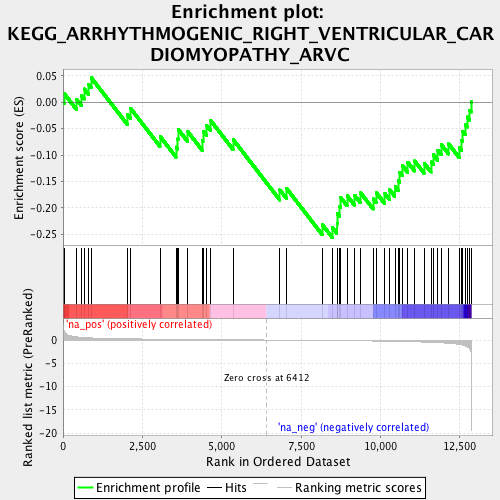 Enrichment plot:
KEGG_ARRHYTHMOGENIC_RIGHT_VENTRICULAR_CAR
DIOMYOPATHY_ARVC
Enrichment score (ES)
0.05
0.00
-0.05
-0.10
-0.15
-0.20
-0.25
Ranked list metric (PreRanked)
'na_pos' (positively correlated)
0
-5
-10
-15
-20
Zero cross at 6412
'na_neg' (negatively correlated)
0 2,500 5,000 7,500 10,000 12,500
Rank in Ordered Dataset
Enrichment profile Hits Ranking metric scores